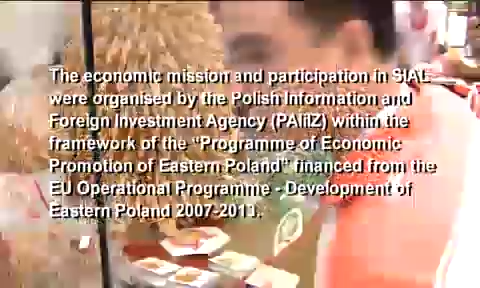 The economic mission and participation in SIAL
were organised by the Polish Information and
Foreign Investment Agency (PAIiIZ) within the
framework of the "Programme of Economic
Promotion of Eastern Poland" financed from the
EU Operational Programme - Development of
Eastern Poland 2007-2013.